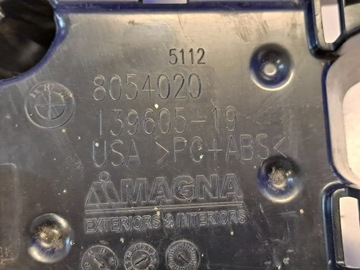 5112
8054020
139605-19
USA >PC+ABS<
MAGNA
EXTERIORS & INTERIORS